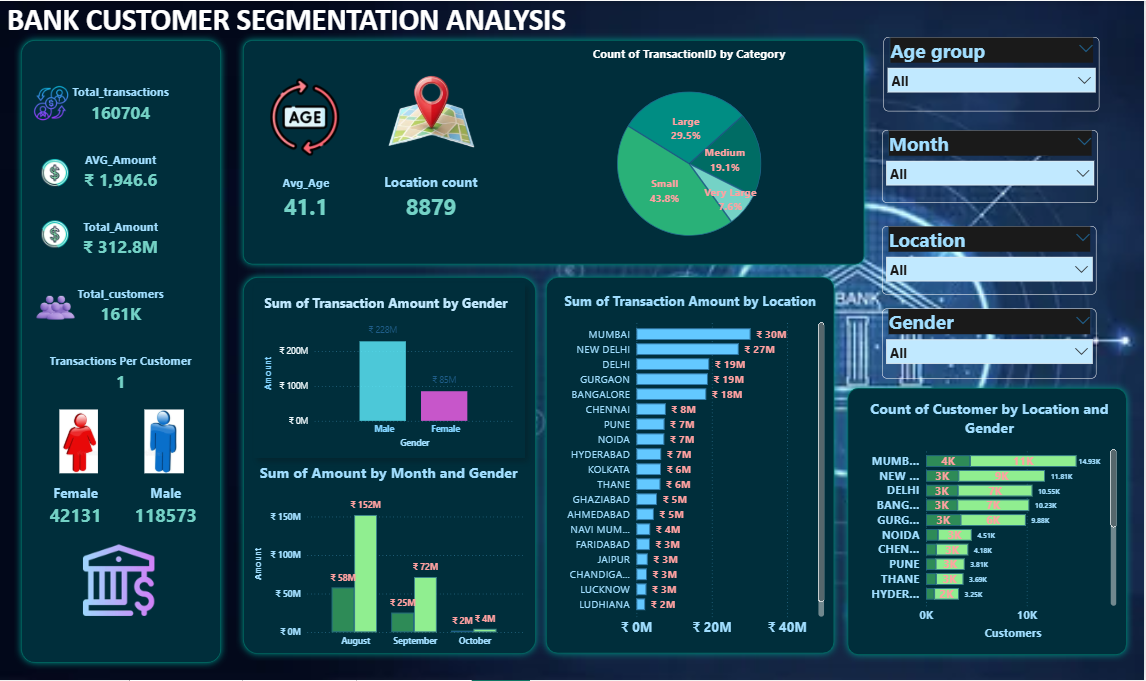 BANK CUSTOMER SEGMENTATION ANALYSIS
Total_transactions
160704
AVG_Amount
₹ 1,946.6
Total_Amount
₹ 312.8M
Total_customers
161K
Transactions Per Customer
1
Female
42131
Male
118573
AGE
Avg_Age
41.1
Location count
8879
Count of TransactionID by Category
Large
29.5%
Medium
19.1%
Small
43.8%
Very Large
Age group
All
Month
All
Location
All
Gender
All
BANK
Sum of Transaction Amount by Gender
Amount
₹ 200M
₹ 100M
₹ 0M
₹ 228M
₹ 85M
Male
Female
Gender
Sum of Amount by Month and Gender
Amount
₹ 150M
₹ 100M
₹ 50M
₹ 0M
₹ 58M
₹ 152M
₹ 25M
₹ 72M
₹ 2M
₹ 4M
August
September
October
Sum of Transaction Amount by Location
MUMBAI ₹ 30M
NEW DELHI ₹ 27M
DELHI ₹ 19M
GURGAON ₹ 19M
BANGALORE ₹ 18M
CHENNAI ₹ 8M
PUNE ₹ 7M
NOIDA ₹ 7M
HYDERABAD ₹ 7M
KOLKATA ₹ 6M
THANE ₹ 6M
GHAZIABAD ₹ 5M
AHMEDABAD ₹ 5M
NAVI MUM... ₹ 4M
FARIDABAD ₹ 3M
JAIPUR ₹ 3M
CHANDIGA... ₹ 3M
LUCKNOW ₹ 3M
LUDHIANA ₹ 2M
₹ 0M ₹ 20M ₹ 40M
Count of Customer by Location and
Gender
MUMB... 4K 14.93K
NEW ... 3K 11.81K
DELHI 3K 10.55K
BANG... 3K 10.23K
GURG... 3K 9.88K
NOIDA 4.51K
CHEN... 4.18K
PUNE 3.81K
THANE 3.69K
HYDER... 3.25K
0K 10K
Customers